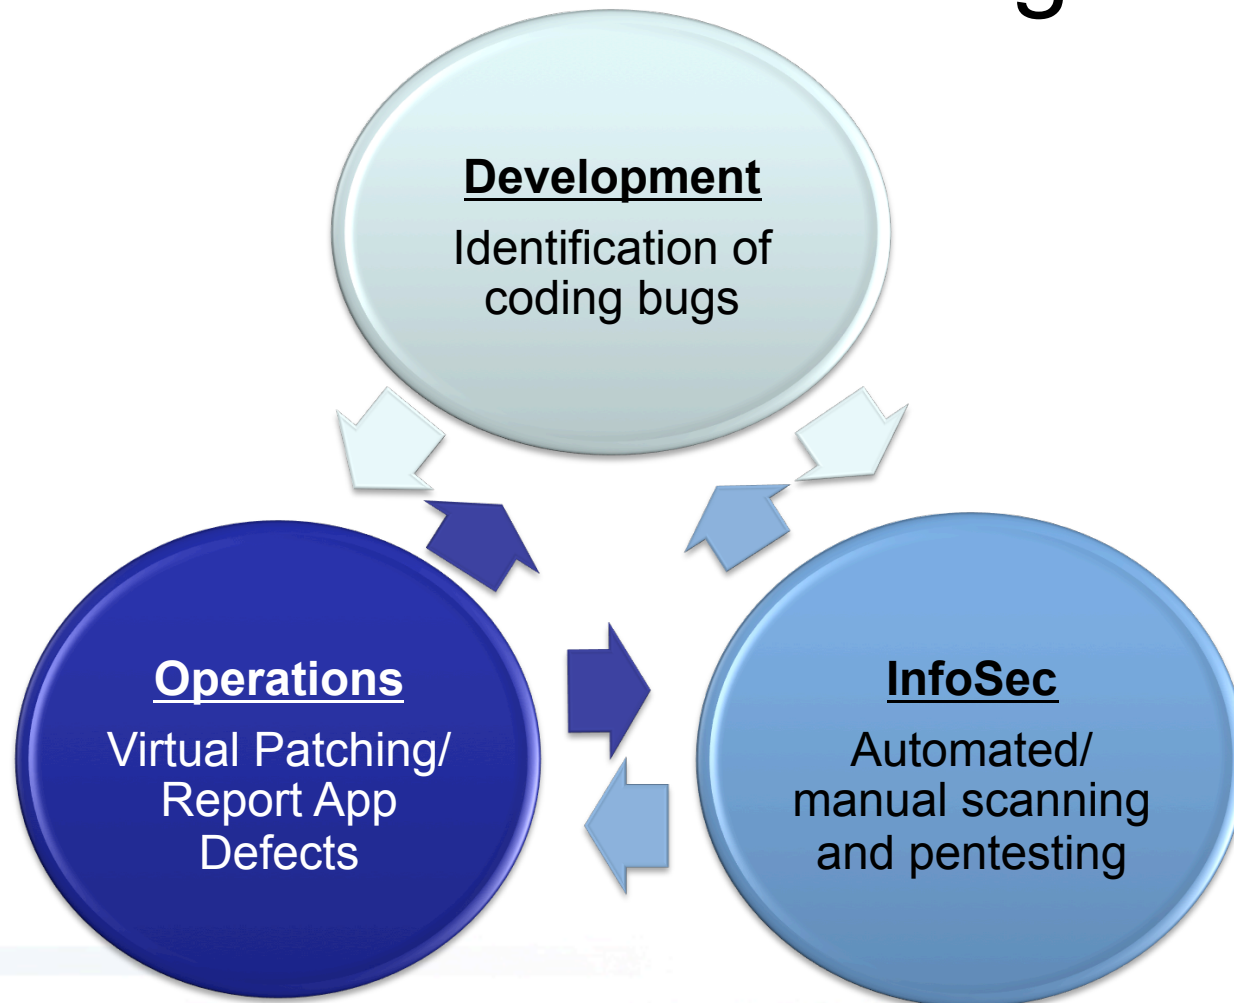 Development
Identification of
coding bugs
Operations
Virtual Patching/
Report App
Defects
InfoSec
Automated/
manual scanning
and pentesting